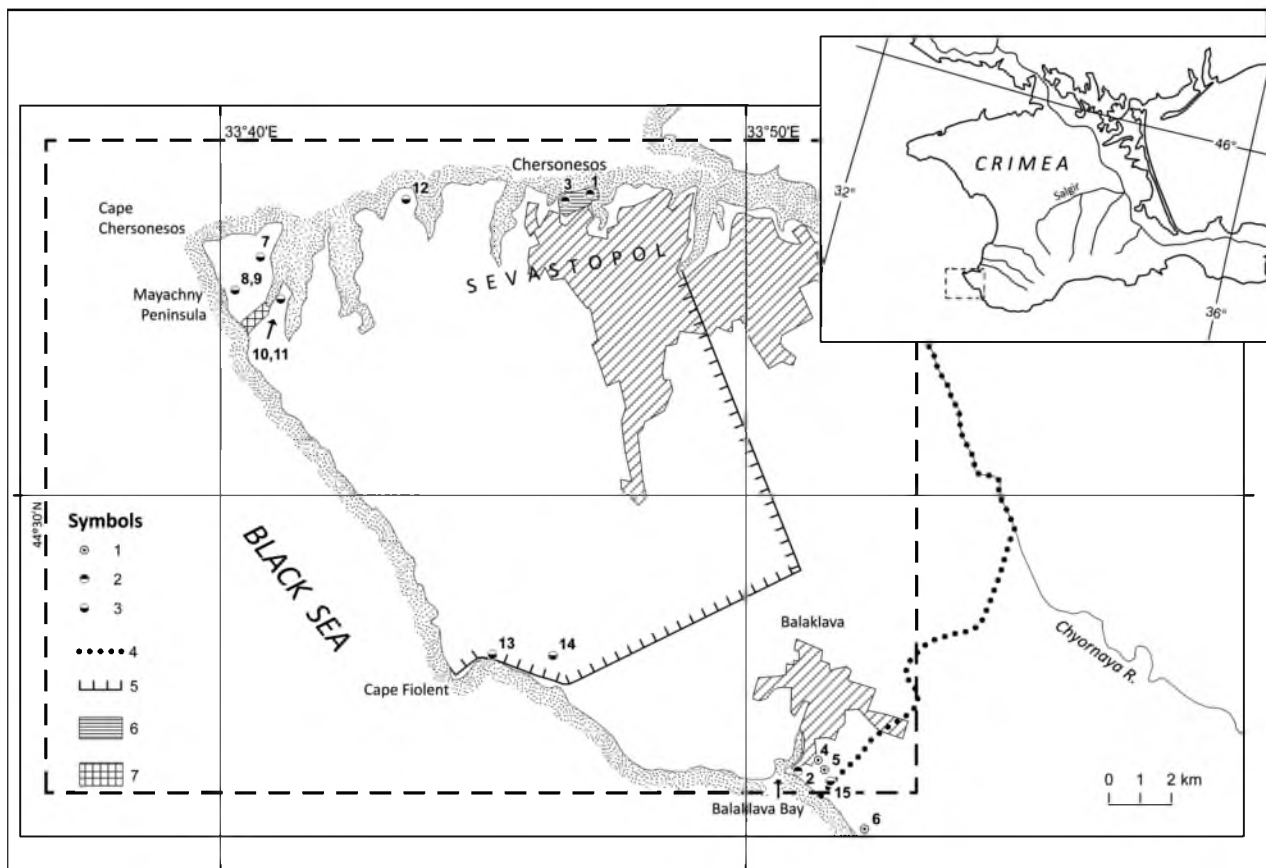 33°40'E
33°50'E
Chersonesos
3
1
12
Cape
Chersonesos
7
8,9
Mayachny
Peninsula
10,11
SEVASTOPOL
CRIMEA
Salgir
46°
32°
36°
44°30'N
Symbols
1
2
3
4
5
6
7
BLACK SEA
13
14
Cape Fiolent
Balaklava
Chyornaya R.
4
5
2
15
Balaklava Bay
6
0 1 2 km